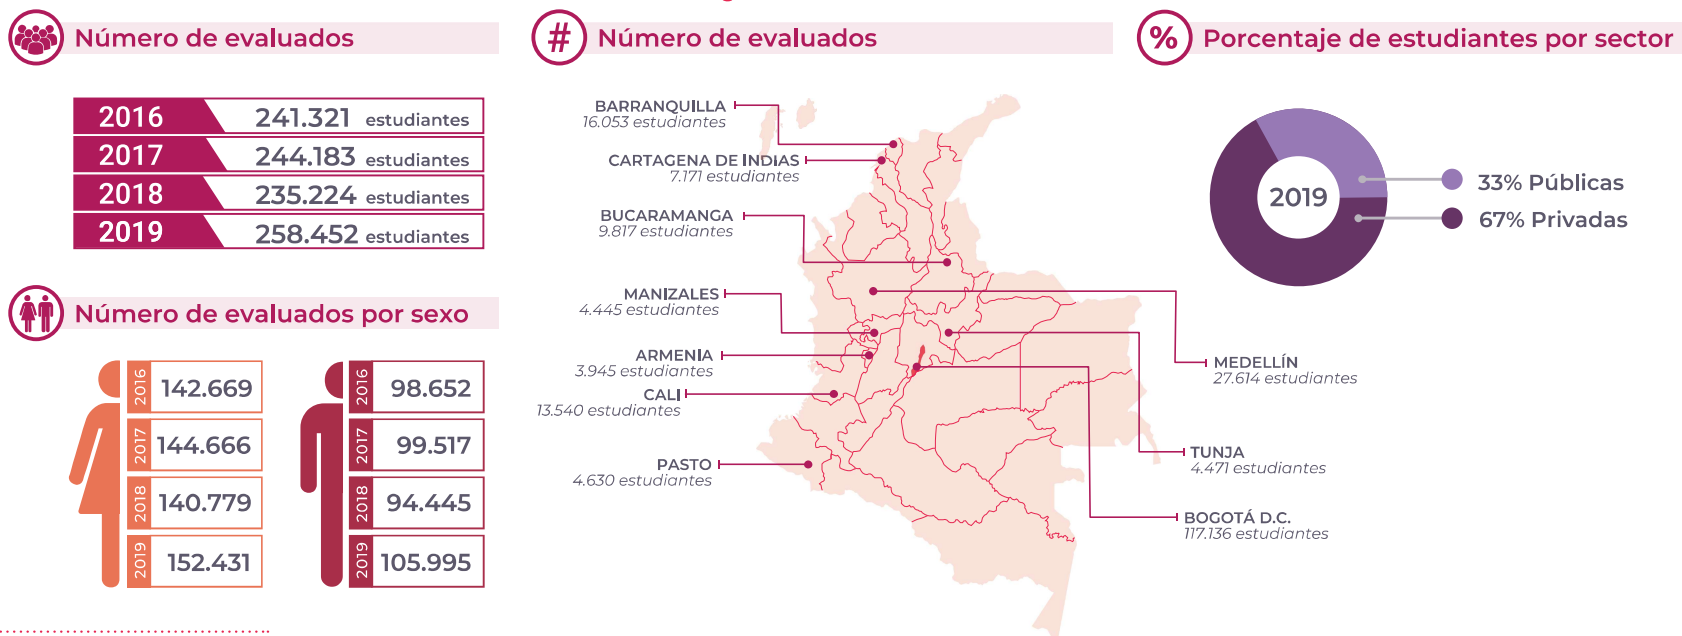 Número de evaluados
2016 241.321 estudiantes
2017 244.183 estudiantes
2018 235.224 estudiantes
2019 258.452 estudiantes
Número de evaluados por sexo
2016 142.669
2017 144.666
2018 140.779
2019 152.431
2016 98.652
2017 99.517
2018 94.445
2019 105.995
# Número de evaluados
BARRANQUILLA
16.053 estudiantes
CARTAGENA DE INDIAS
7.171 estudiantes
BUCARAMANGA
9.817 estudiantes
MANIZALES
4.445 estudiantes
ARMENIA
3.945 estudiantes
CALI
13.540 estudiantes
PASTO
4.630 estudiantes
MEDELLÍN
27.614 estudiantes
TUNJA
4.471 estudiantes
BOGOTÁ D.C.
117.136 estudiantes
% Porcentaje de estudiantes por sector
2019
33% Públicas
67% Privadas